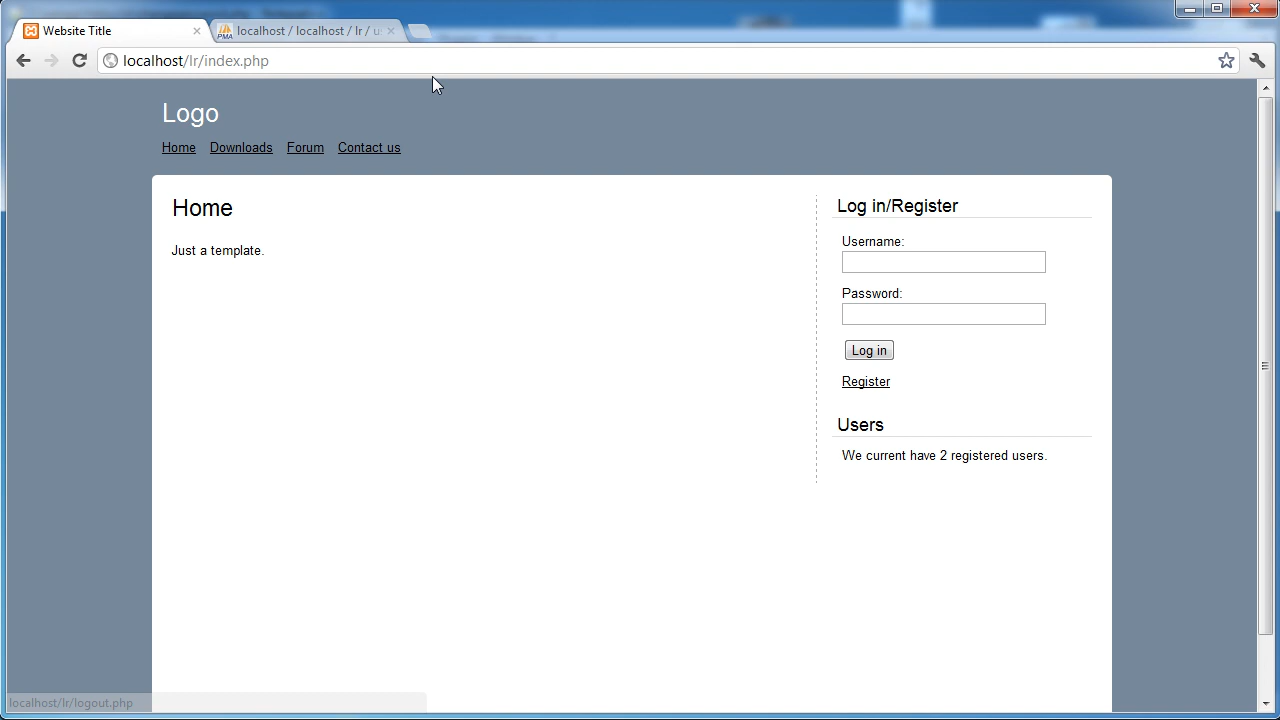 Website Title
localhost / localhost / lr / u
localhost/lr/index.php
Logo
Home Downloads Forum Contact us
Home
Just a template.
Log in/Register
Username:
Password:
Log in
Register
Users
We current have 2 registered users.
localhost/lr/logout.php